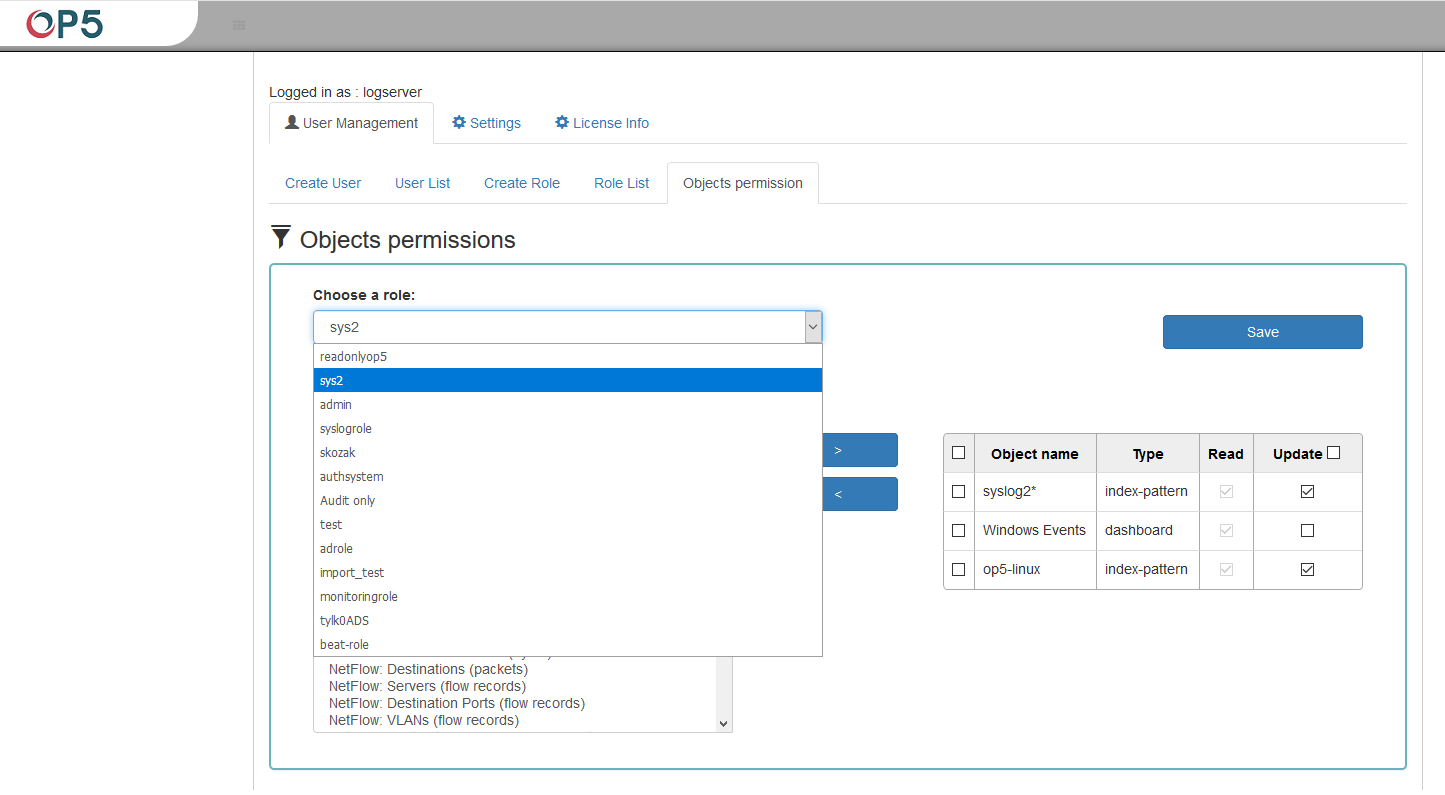 OP5
Logged in as : logserver
User Management Settings License Info
Create User User List Create Role Role List Objects permission
Objects permissions
Choose a role:
sys2
Save
readonlyop5
sys2
admin
syslogrole
skozak
authsystem
Audit only
test
adrole
import_test
monitoringrole
tylk0ADS
beat-role
>
<
Object name Type Read Update
syslog2* index-pattern
Windows Events dashboard
op5-linux index-pattern
NetFlow: Destinations (packets)
NetFlow: Servers (flow records)
NetFlow: Destination Ports (flow records)
NetFlow: VLANs (flow records)